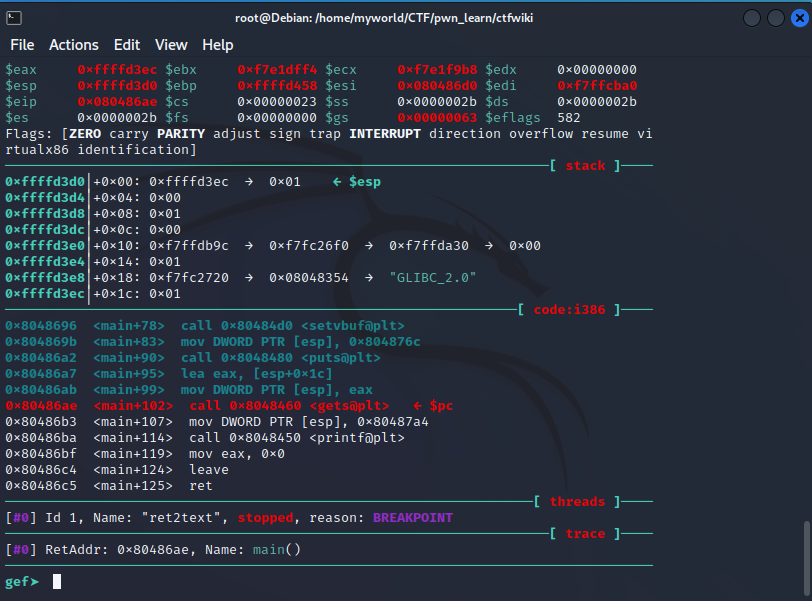 root@Debian: /home/myworld/CTF/pwn_learn/ctfwiki
File Actions Edit View Help
$eax 0×ffffd3ec $ebx 0×f7e1dff4 $ecx 0×f7e1f9b8 $edx 0×00000000
$esp 0×ffffd3d0 $ebp 0×ffffd458 $esi 0×080486d0 $edi 0×f7ffcba0
$eip 0×080486ae $cs 0×00000023 $ss 0×0000002b $ds 0×0000002b
$es 0×0000002b $fs 0×00000000 $gs 0×00000063 $eflags 582
Flags: [ZERO carry PARITY adjust sign trap INTERRUPT direction overflow resume vi
rtualx86 identification]
[ stack ]
0×ffffd3d0│+0×00: 0×ffffd3ec → 0×01 ← $esp
0×ffffd3d4│+0×04: 0×00
0×ffffd3d8│+0×08: 0×01
0×ffffd3dc│+0×0c: 0×00
0×ffffd3e0│+0×10: 0×f7ffdb9c → 0×f7fc26f0 → 0×f7ffda30 → 0×00
0×ffffd3e4│+0×14: 0×01
0×ffffd3e8│+0×18: 0×f7fc2720 → 0×08048354 → "GLIBC_2.0"
0×ffffd3ec│+0×1c: 0×01
[ code:i386 ]
0×8048696 <main+78> call 0×80484d0 <setvbuf@plt>
0×804869b <main+83> mov DWORD PTR [esp], 0×804876c
0×80486a2 <main+90> call 0×8048480 <puts@plt>
0×80486a7 <main+95> lea eax, [esp+0×1c]
0×80486ab <main+99> mov DWORD PTR [esp], eax
0×80486ae <main+102> call 0×8048460 <gets@plt> ← $pc
0×80486b3 <main+107> mov DWORD PTR [esp], 0×80487a4
0×80486ba <main+114> call 0×8048450 <printf@plt>
0×80486bf <main+119> mov eax, 0×0
0×80486c4 <main+124> leave
0×80486c5 <main+125> ret
[ threads ]
[#0] Id 1, Name: "ret2text", stopped, reason: BREAKPOINT
[ trace ]
[#0] RetAddr: 0×80486ae, Name: main()
gef➤